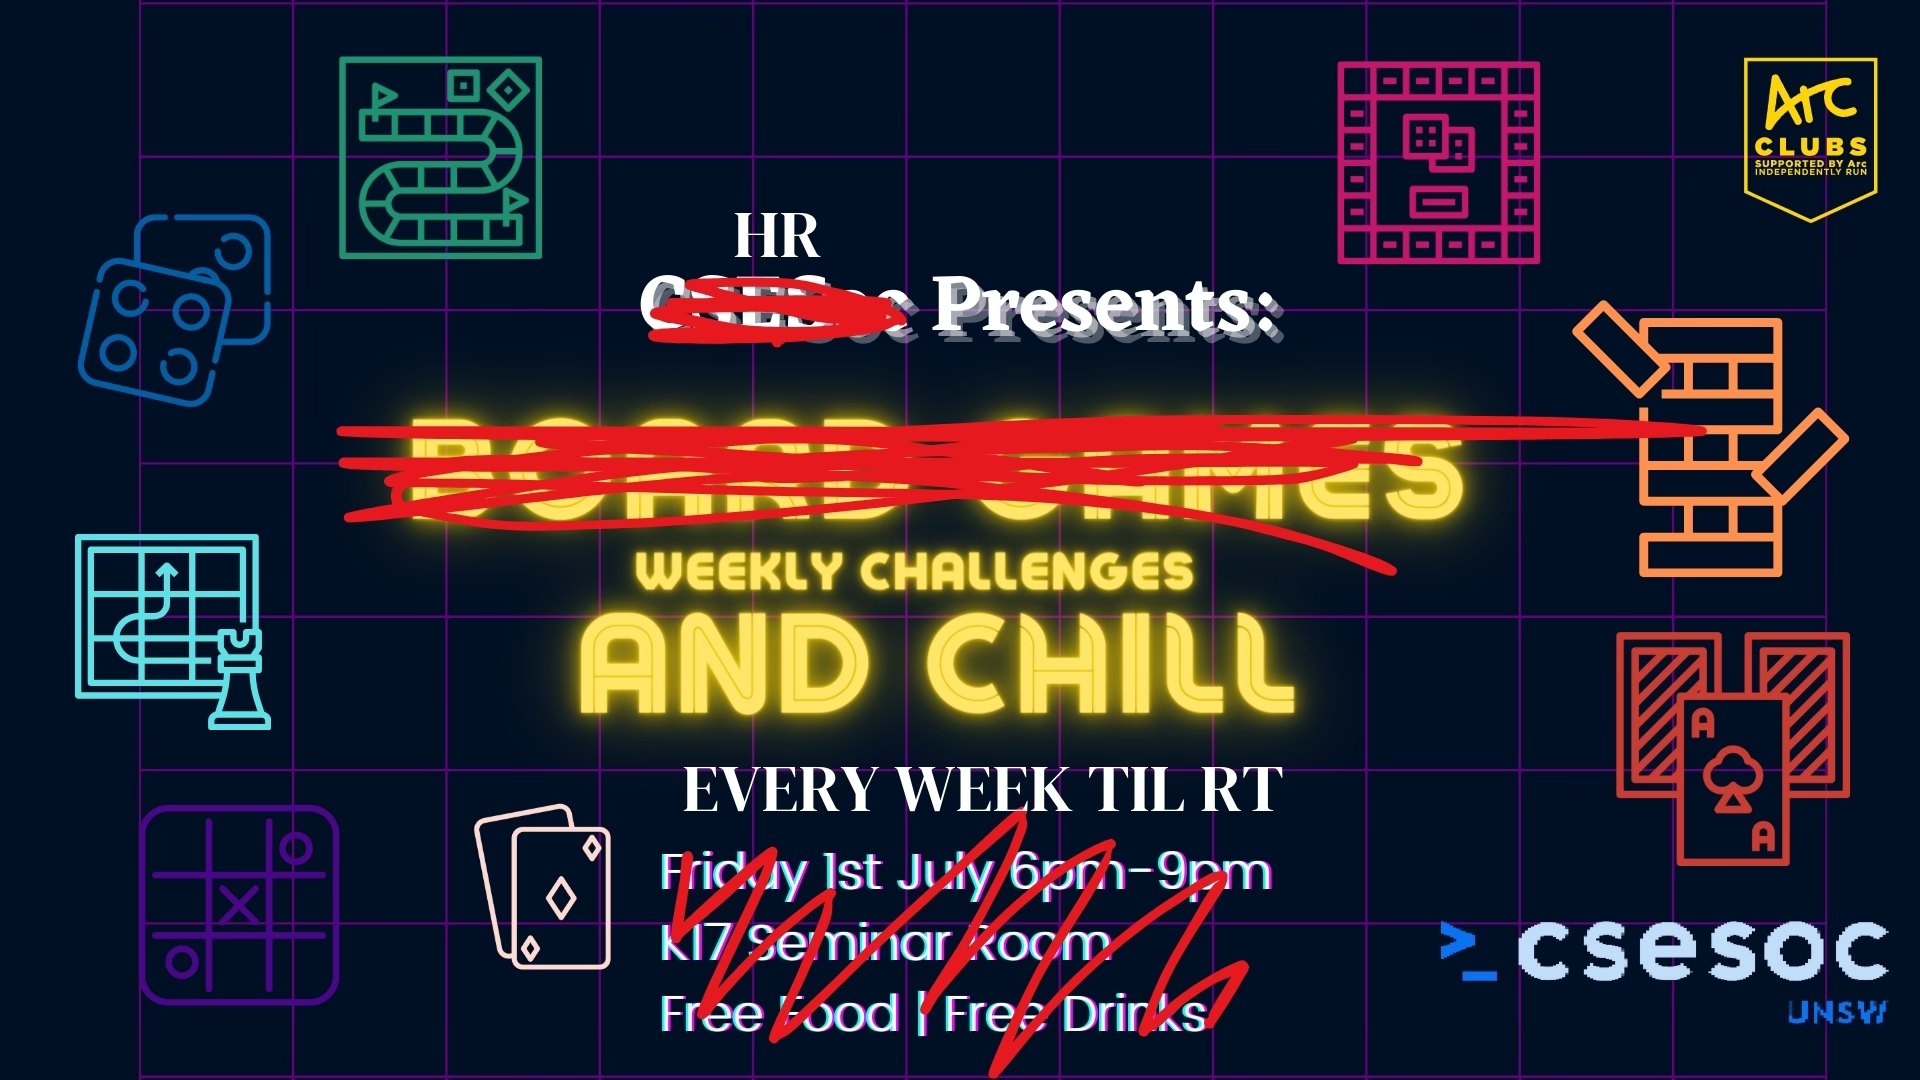 Arc
CLUBS
SUPPORTED BY Arc
INDEPENDENTLY RUN
HR
CSESoc Presents:
BOARD GAMES
WEEKLY CHALLENGES
AND CHILL
EVERY WEEK TIL RT
Friday 1st July 6pm-9pm
K17 Seminar Room
Free Food | Free Drinks
A
A
>_ csesoc
UNSW